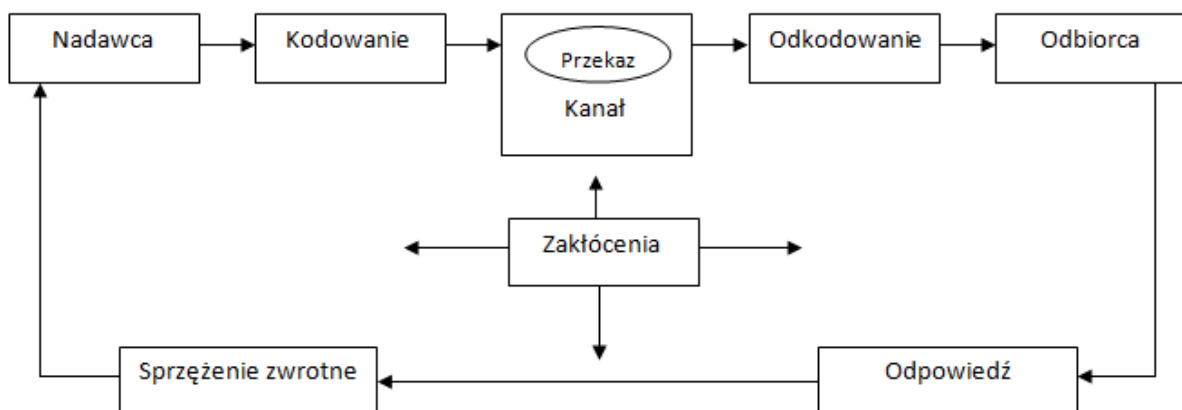 Nadawca
Kodowanie
Przekaz
Kanał
Odkodowanie
Odbiorca
Zakłócenia
Sprzężenie zwrotne
Odpowiedź